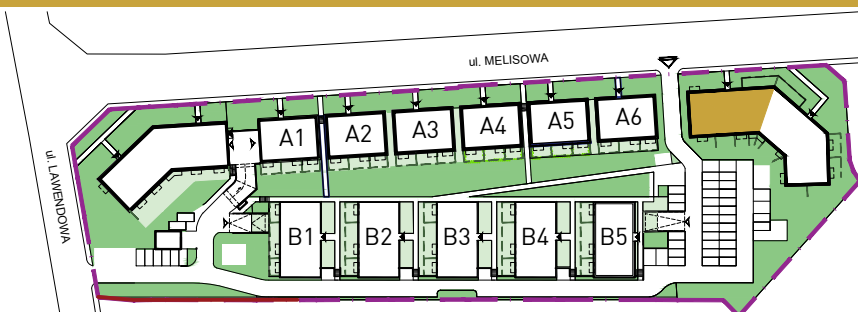 ul. MELISOWA
A1 A2 A3 A4 A5 A6
ul. LAWENDOWA
B1 B2 B3 B4 B5